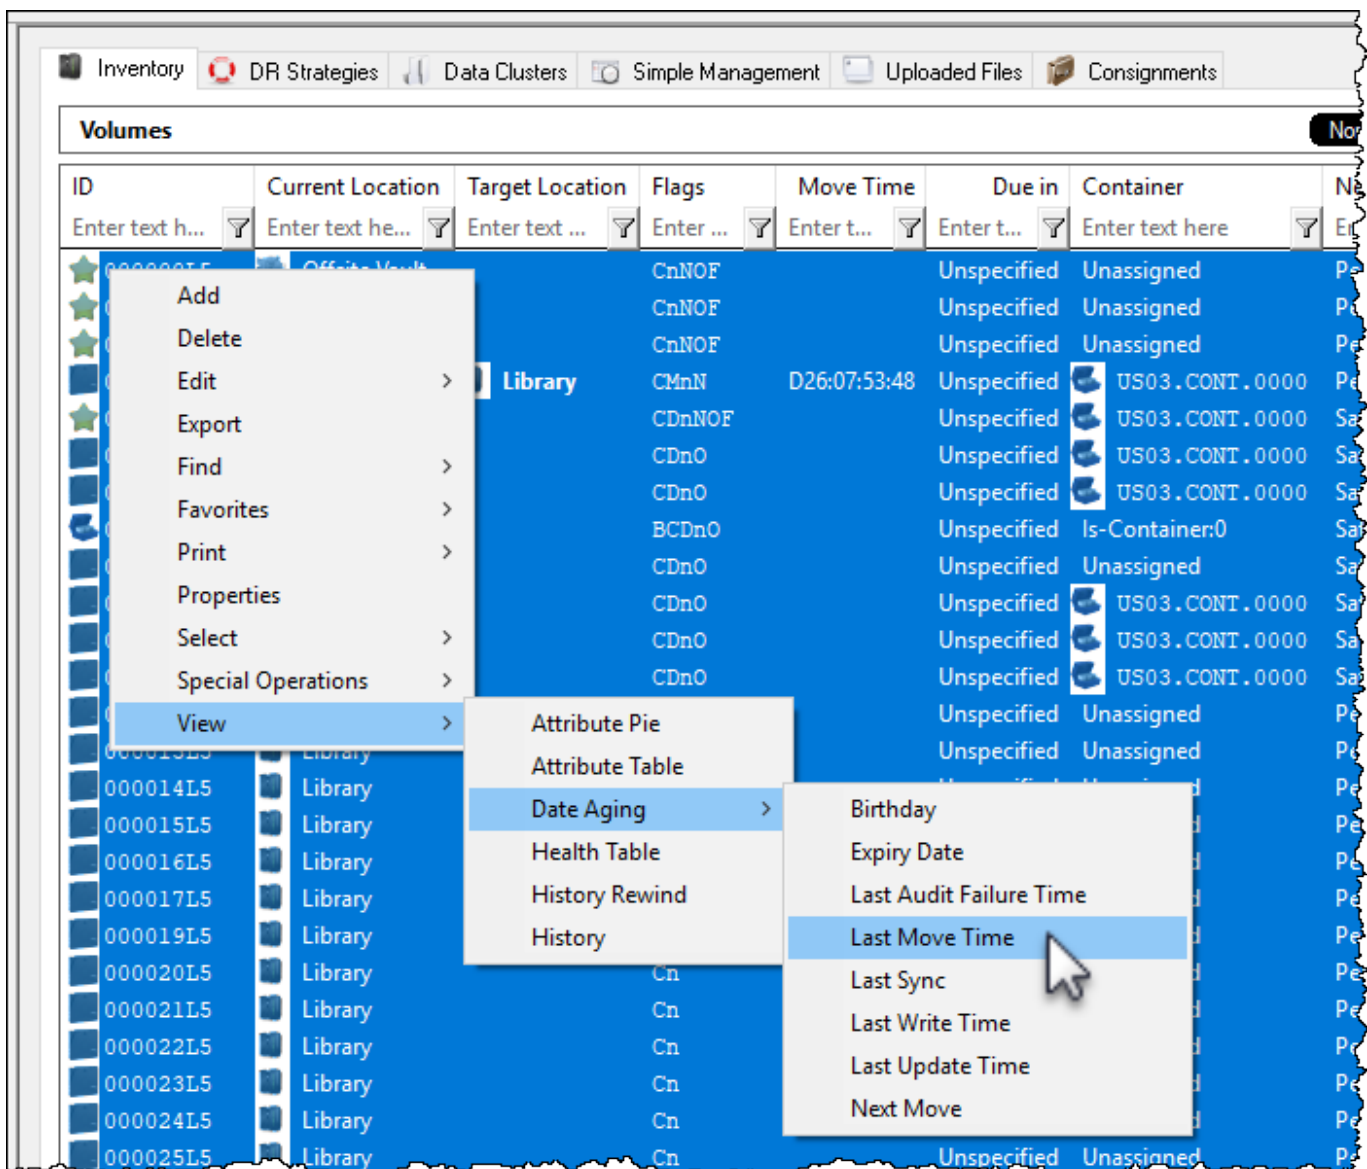 Inventory DR Strategies Data Clusters Simple Management Uploaded Files Consignments
Volumes
ID Current Location Target Location Flags Move Time Due in Container
Enter text h... Enter text he... Enter text ... Enter ... Enter t... Enter t... Enter text here
CnNOF Unspecified Unassigned
Add CnNOF Unspecified Unassigned
Delete CnNOF Unspecified Unassigned
Edit Library CMnN D26:07:53:48 Unspecified US03.CONT.0000
Export CDnNOF Unspecified US03.CONT.0000
Find CDnO Unspecified US03.CONT.0000
Favorites CDnO Unspecified US03.CONT.0000
Print BCDnO Unspecified Is-Container:0
CDnO Unspecified Unassigned
Properties CDnO Unspecified US03.CONT.0000
Select CDnO Unspecified US03.CONT.0000
Special Operations CDnO Unspecified US03.CONT.0000
View Attribute Pie Unspecified Unassigned
Attribute Table Unspecified Unassigned
000014L5 Library
Date Aging Birthday
000015L5 Library
000016L5 Library Health Table Expiry Date
000017L5 Library History Rewind Last Audit Failure Time
000019L5 Library History Last Move Time
000020L5 Library Cn Last Sync
000021L5 Library Cn Last Write Time
000022L5 Library Cn Last Update Time
000023L5 Library Cn
000024L5 Library Cn Next Move
000025L5 Library Cn Unspecified Unassigned